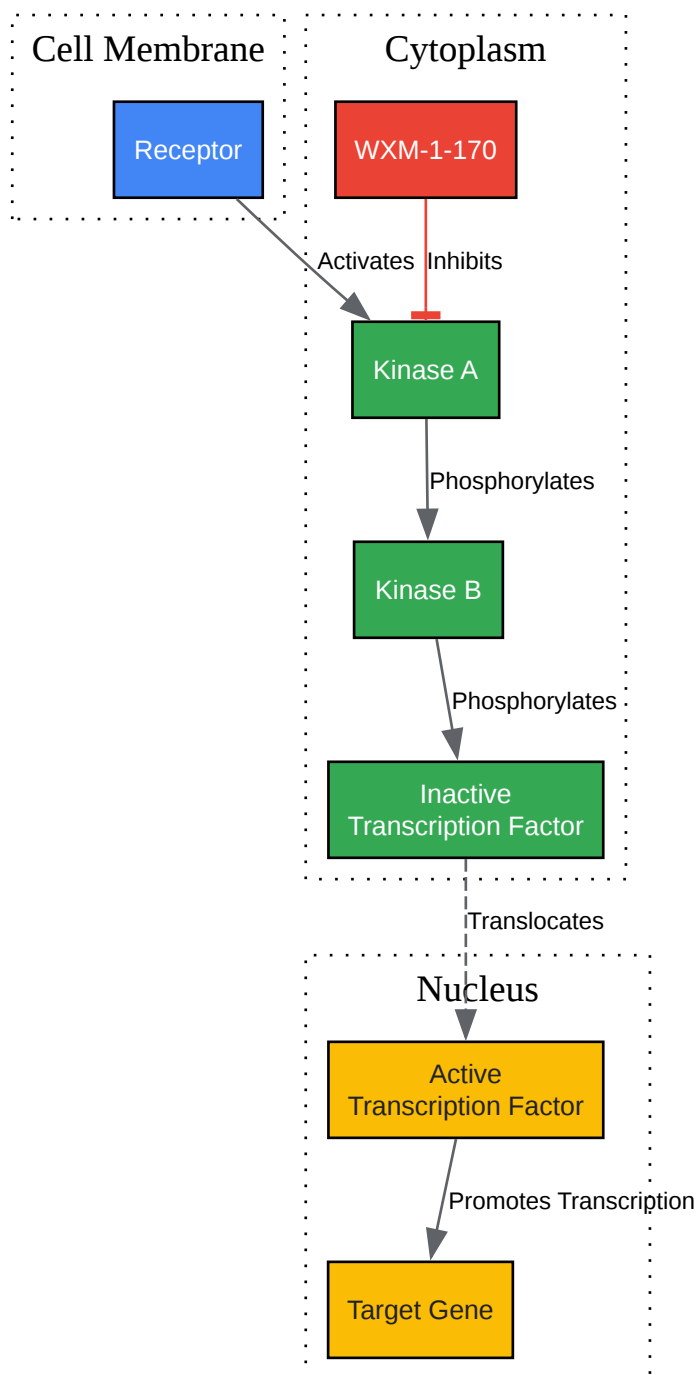 Cell Membrane
Cytoplasm
Receptor
WXM-1-170
Activates
Inhibits
Kinase A
Phosphorylates
Kinase B
Phosphorylates
Inactive
Transcription Factor
Translocates
Nucleus
Active
Transcription Factor
Promotes Transcription
Target Gene